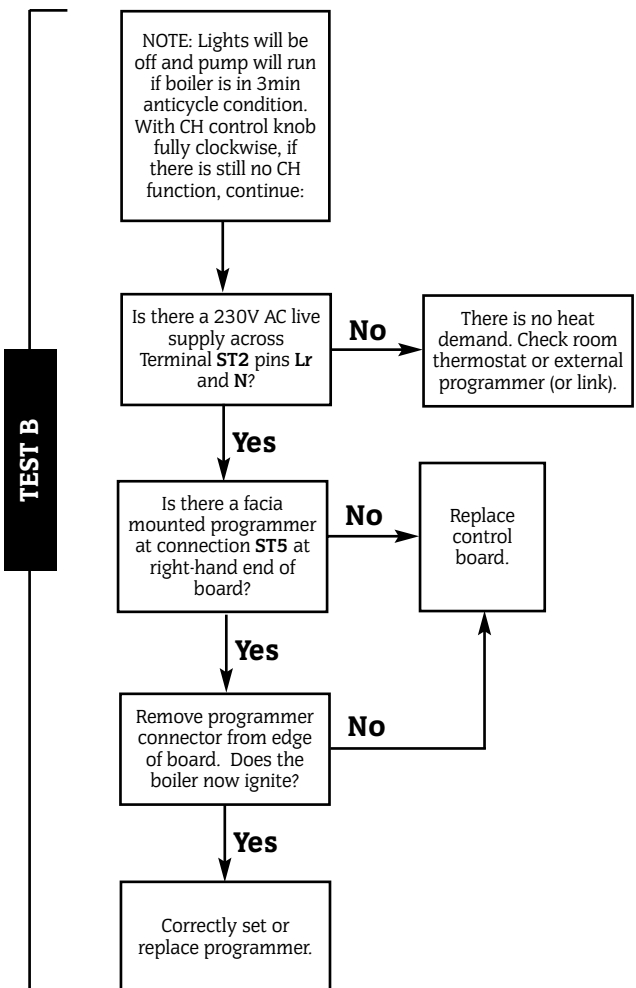 NOTE: Lights will be
off and pump will run
if boiler is in 3min
anticycle condition.
With CH control knob
fully clockwise, if
there is still no CH
function, continue:
Is there a 230V AC live
supply across
Terminal ST2 pins Lr
and N?
No
There is no heat
demand. Check room
thermostat or external
programmer (or link).
Yes
TEST B
Is there a facia
mounted programmer
at connection ST5 at
right-hand end of
board?
No
Replace
control
board.
Yes
Remove programmer
connector from edge
of board. Does the
boiler now ignite?
No
Yes
Correctly set or
replace programmer.